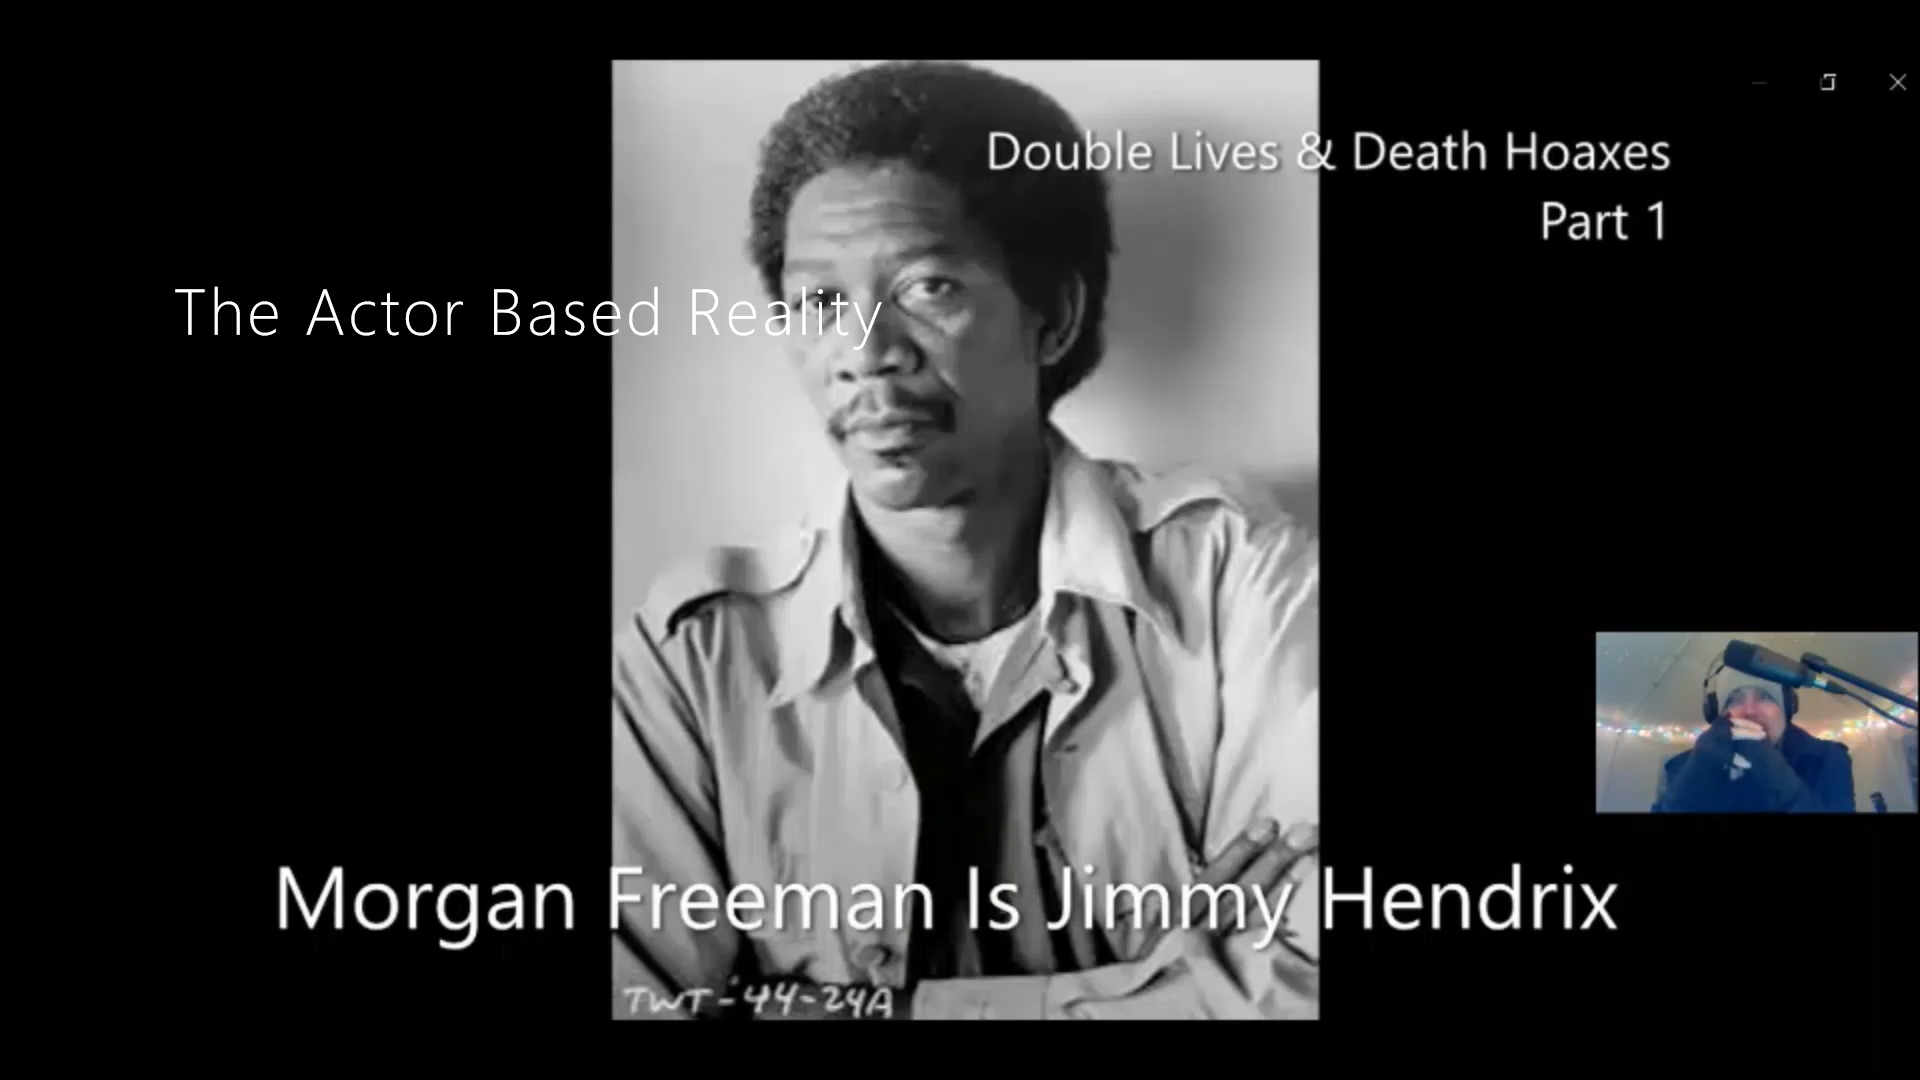 Double Lives & Death Hoaxes
Part 1
The Actor Based Reality
Morgan Freeman Is Jimmy Hendrix
TWT-'44-24A